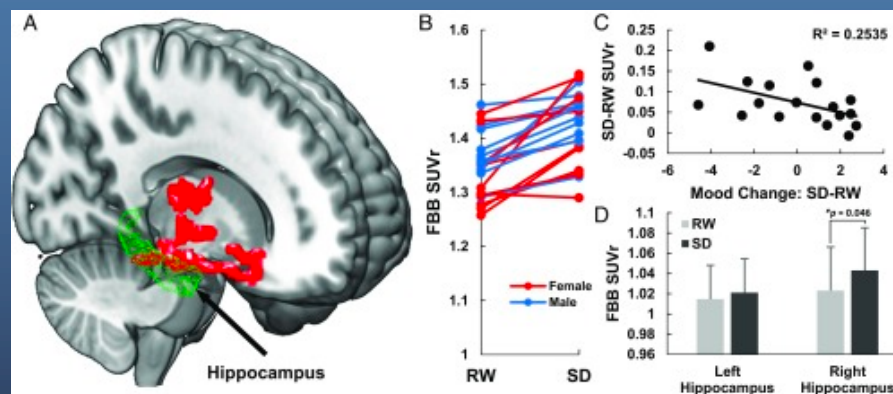 A
Hippocampus
B
FBB SUVr
1.6
1.5
1.4
1.3
1.2
1.1
1
Female
Male
RW
SD
C
SD-RW SUVr
0.25
0.2
0.15
0.1
0.05
0
-0.05
R² = 0.2535
-6
-4
-2
0
2
4
Mood Change: SD-RW
D
FBB SUVr
1.1
1.08
1.06
1.04
1.02
1
0.98
0.96
RW
SD
*p = 0.046
Left
Hippocampus
Right
Hippocampus